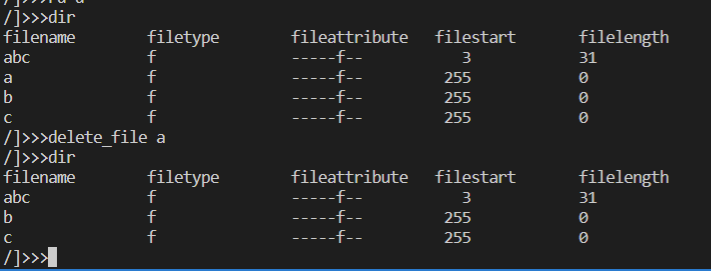 /]>>>dir
filename filetype fileattribute filestart filelength
abc f -----f-- 3 31
a f -----f-- 255 0
b f -----f-- 255 0
c f -----f-- 255 0
/]>>>delete_file a
/]>>>dir
filename filetype fileattribute filestart filelength
abc f -----f-- 3 31
b f -----f-- 255 0
c f -----f-- 255 0
/]>>>